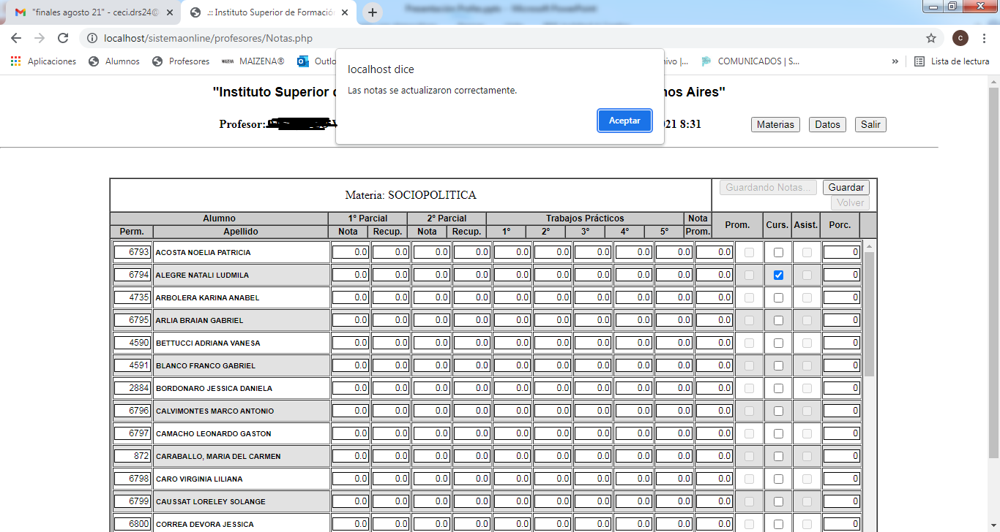 "finales agosto 21" - ceci.drs24@
.:: Instituto Superior de Formación
localhost/sistemaonline/profesores/Notas.php
C
Aplicaciones Alumnos Profesores MAIZENA® Outlo ivo |... COMUNICADOS | S... » Lista de lectura
localhost dice
Las notas se actualizaron correctamente.
Aceptar
"Instituto Superior nos Aires"
Profesor: 021 8:31 Materias Datos Salir
Materia: SOCIOPOLITICA Guardando Notas... Guardar
Volver
Alumno 1º Parcial 2º Parcial Trabajos Prácticos Nota Prom. Curs. Asist. Porc.
Perm. Apellido Nota Recup. Nota Recup. 1° 2° 3° 4° 5° Prom.
6793 ACOSTA NOELIA PATRICIA 0.0 0.0 0.0 0.0 0.0 0.0 0.0 0.0 0.0 0.0 0
6794 ALEGRE NATALI LUDMILA 0.0 0.0 0.0 0.0 0.0 0.0 0.0 0.0 0.0 0.0 0
4735 ARBOLERA KARINA ANABEL 0.0 0.0 0.0 0.0 0.0 0.0 0.0 0.0 0.0 0.0 0
6795 ARLIA BRAIAN GABRIEL 0.0 0.0 0.0 0.0 0.0 0.0 0.0 0.0 0.0 0.0 0
4590 BETTUCCI ADRIANA VANESA 0.0 0.0 0.0 0.0 0.0 0.0 0.0 0.0 0.0 0.0 0
4591 BLANCO FRANCO GABRIEL 0.0 0.0 0.0 0.0 0.0 0.0 0.0 0.0 0.0 0.0 0
2884 BORDONARO JESSICA DANIELA 0.0 0.0 0.0 0.0 0.0 0.0 0.0 0.0 0.0 0.0 0
6796 CALVIMONTES MARCO ANTONIO 0.0 0.0 0.0 0.0 0.0 0.0 0.0 0.0 0.0 0.0 0
6797 CAMACHO LEONARDO GASTON 0.0 0.0 0.0 0.0 0.0 0.0 0.0 0.0 0.0 0.0 0
872 CARABALLO, MARIA DEL CARMEN 0.0 0.0 0.0 0.0 0.0 0.0 0.0 0.0 0.0 0.0 0
6798 CARO VIRGINIA LILIANA 0.0 0.0 0.0 0.0 0.0 0.0 0.0 0.0 0.0 0.0 0
6799 CAUSSAT LORELEY SOLANGE 0.0 0.0 0.0 0.0 0.0 0.0 0.0 0.0 0.0 0.0 0
6800 CORREA DEVORA JESSICA 0.0 0.0 0.0 0.0 0.0 0.0 0.0 0.0 0.0 0.0 0